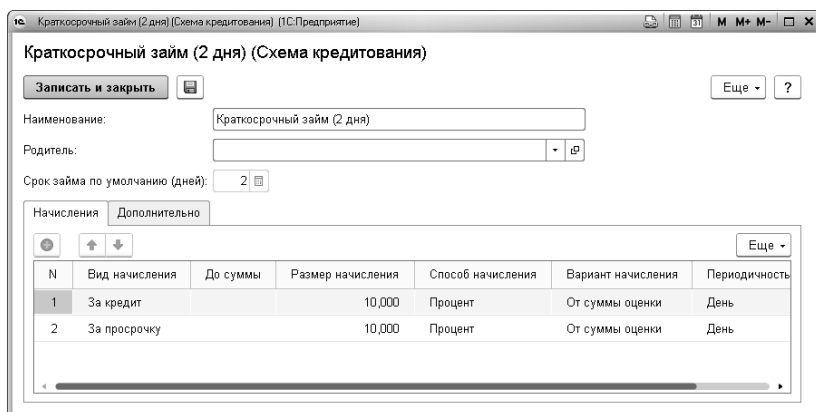 1С Краткосрочный займ (2 дня) (Схема кредитования) (1С:Предприятие) 31 M M+ M-
Краткосрочный займ (2 дня) (Схема кредитования)
Записать и закрыть Еще ?
Наименование: Краткосрочный займ (2 дня)
Родитель:
Срок займа по умолчанию (дней): 2
Начисления Дополнительно
Еще
N Вид начисления До суммы Размер начисления Способ начисления Вариант начисления Периодичность
1 За кредит 10,000 Процент От суммы оценки День
2 За просрочку 10,000 Процент От суммы оценки День